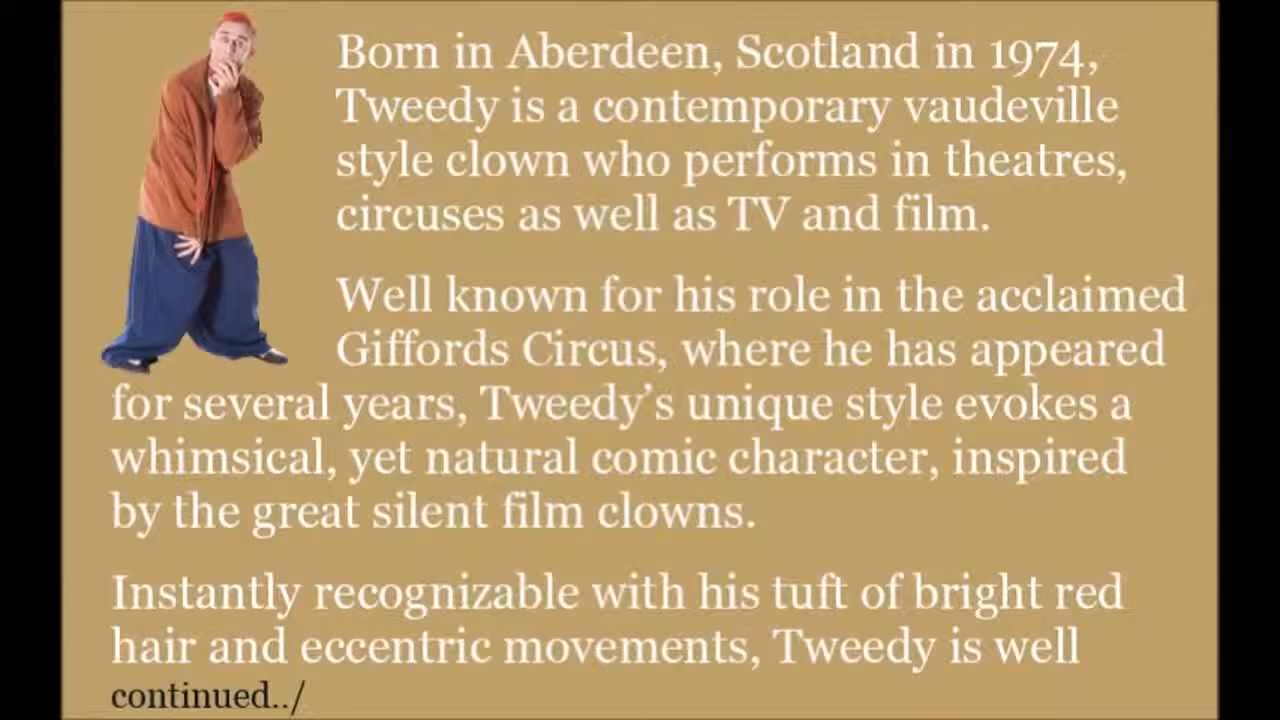 Born in Aberdeen, Scotland in 1974,
Tweedy is a contemporary vaudeville
style clown who performs in theatres,
circuses as well as TV and film.
Well known for his role in the acclaimed
Giffords Circus, where he has appeared
for several years, Tweedy’s unique style evokes a
whimsical, yet natural comic character, inspired
by the great silent film clowns.
Instantly recognizable with his tuft of bright red
hair and eccentric movements, Tweedy is well
continued../